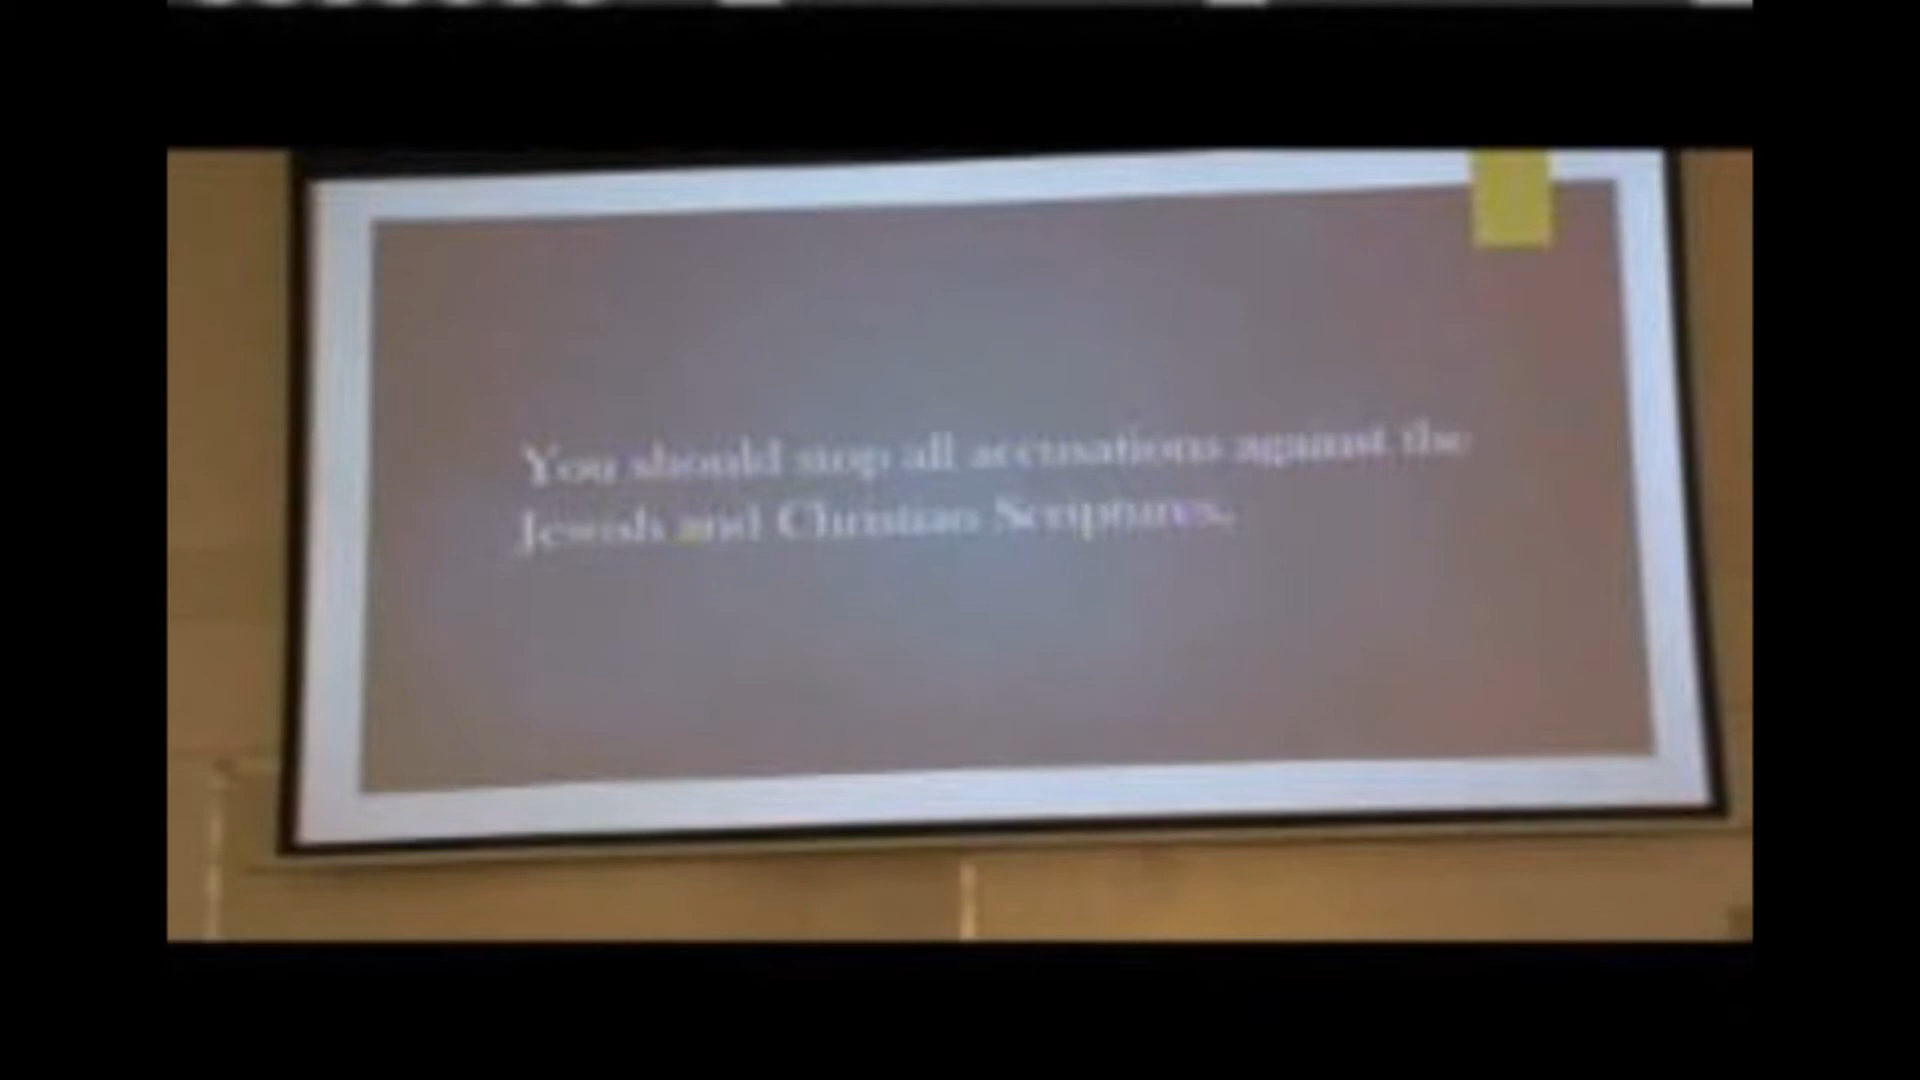 You should stop all accusations against the
Jewish and Christian Scriptures.